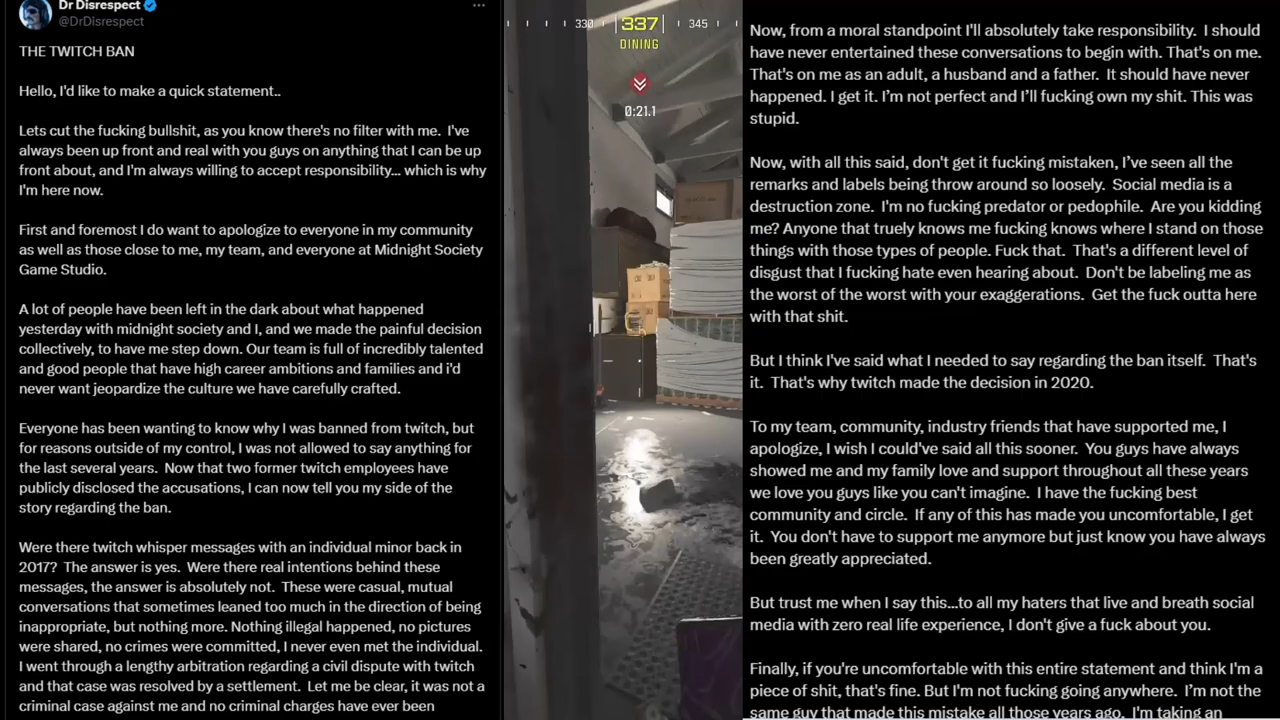 Dr Disrespect
@DrDisrespect
THE TWITCH BAN
Hello, I'd like to make a quick statement..
Lets cut the fucking bullshit, as you know there's no filter with me. I've
always been up front and real with you guys on anything that I can be up
front about, and I'm always willing to accept responsibility... which is why
I'm here now.
First and foremost I do want to apologize to everyone in my community
as well as those close to me, my team, and everyone at Midnight Society
Game Studio.
A lot of people have been left in the dark about what happened
yesterday with midnight society and I, and we made the painful decision
collectively, to have me step down. Our team is full of incredibly talented
and good people that have high career ambitions and families and i'd
never want jeopardize the culture we have carefully crafted.
Everyone has been wanting to know why I was banned from twitch, but
for reasons outside of my control, I was not allowed to say anything for
the last several years. Now that two former twitch employees have
publicly disclosed the accusations, I can now tell you my side of the
story regarding the ban.
Were there twitch whisper messages with an individual minor back in
2017? The answer is yes. Were there real intentions behind these
messages, the answer is absolutely not. These were casual, mutual
conversations that sometimes leaned too much in the direction of being
inappropriate, but nothing more. Nothing illegal happened, no pictures
were shared, no crimes were committed, I never even met the individual.
I went through a lengthy arbitration regarding a civil dispute with twitch
and that case was resolved by a settlement. Let me be clear, it was not a
criminal case against me and no criminal charges have ever been
330 337 345
DINING
0:21.1
Now, from a moral standpoint I'll absolutely take responsibility. I should
have never entertained these conversations to begin with. That's on me.
That's on me as an adult, a husband and a father. It should have never
happened. I get it. I'm not perfect and I'll fucking own my shit. This was
stupid.
Now, with all this said, don't get it fucking mistaken, I've seen all the
remarks and labels being throw around so loosely. Social media is a
destruction zone. I'm no fucking predator or pedophile. Are you kidding
me? Anyone that truely knows me fucking knows where I stand on those
things with those types of people. Fuck that. That's a different level of
disgust that I fucking hate even hearing about. Don't be labeling me as
the worst of the worst with your exaggerations. Get the fuck outta here
with that shit.
But I think I've said what I needed to say regarding the ban itself. That's
it. That's why twitch made the decision in 2020.
To my team, community, industry friends that have supported me, I
apologize, I wish I could've said all this sooner. You guys have always
showed me and my family love and support throughout all these years
we love you guys like you can't imagine. I have the fucking best
community and circle. If any of this has made you uncomfortable, I get
it. You don't have to support me anymore but just know you have always
been greatly appreciated.
But trust me when I say this...to all my haters that live and breath social
media with zero real life experience, I don't give a fuck about you.
Finally, if you're uncomfortable with this entire statement and think I'm a
piece of shit, that's fine. But I'm not fucking going anywhere. I'm not the
same guy that made this mistake all those years ago. I'm taking an